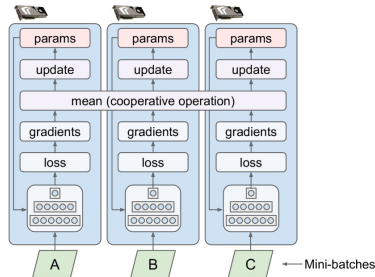 params params params
update update update
mean (cooperative operation)
gradients gradients gradients
loss loss loss
A B C Mini-batches